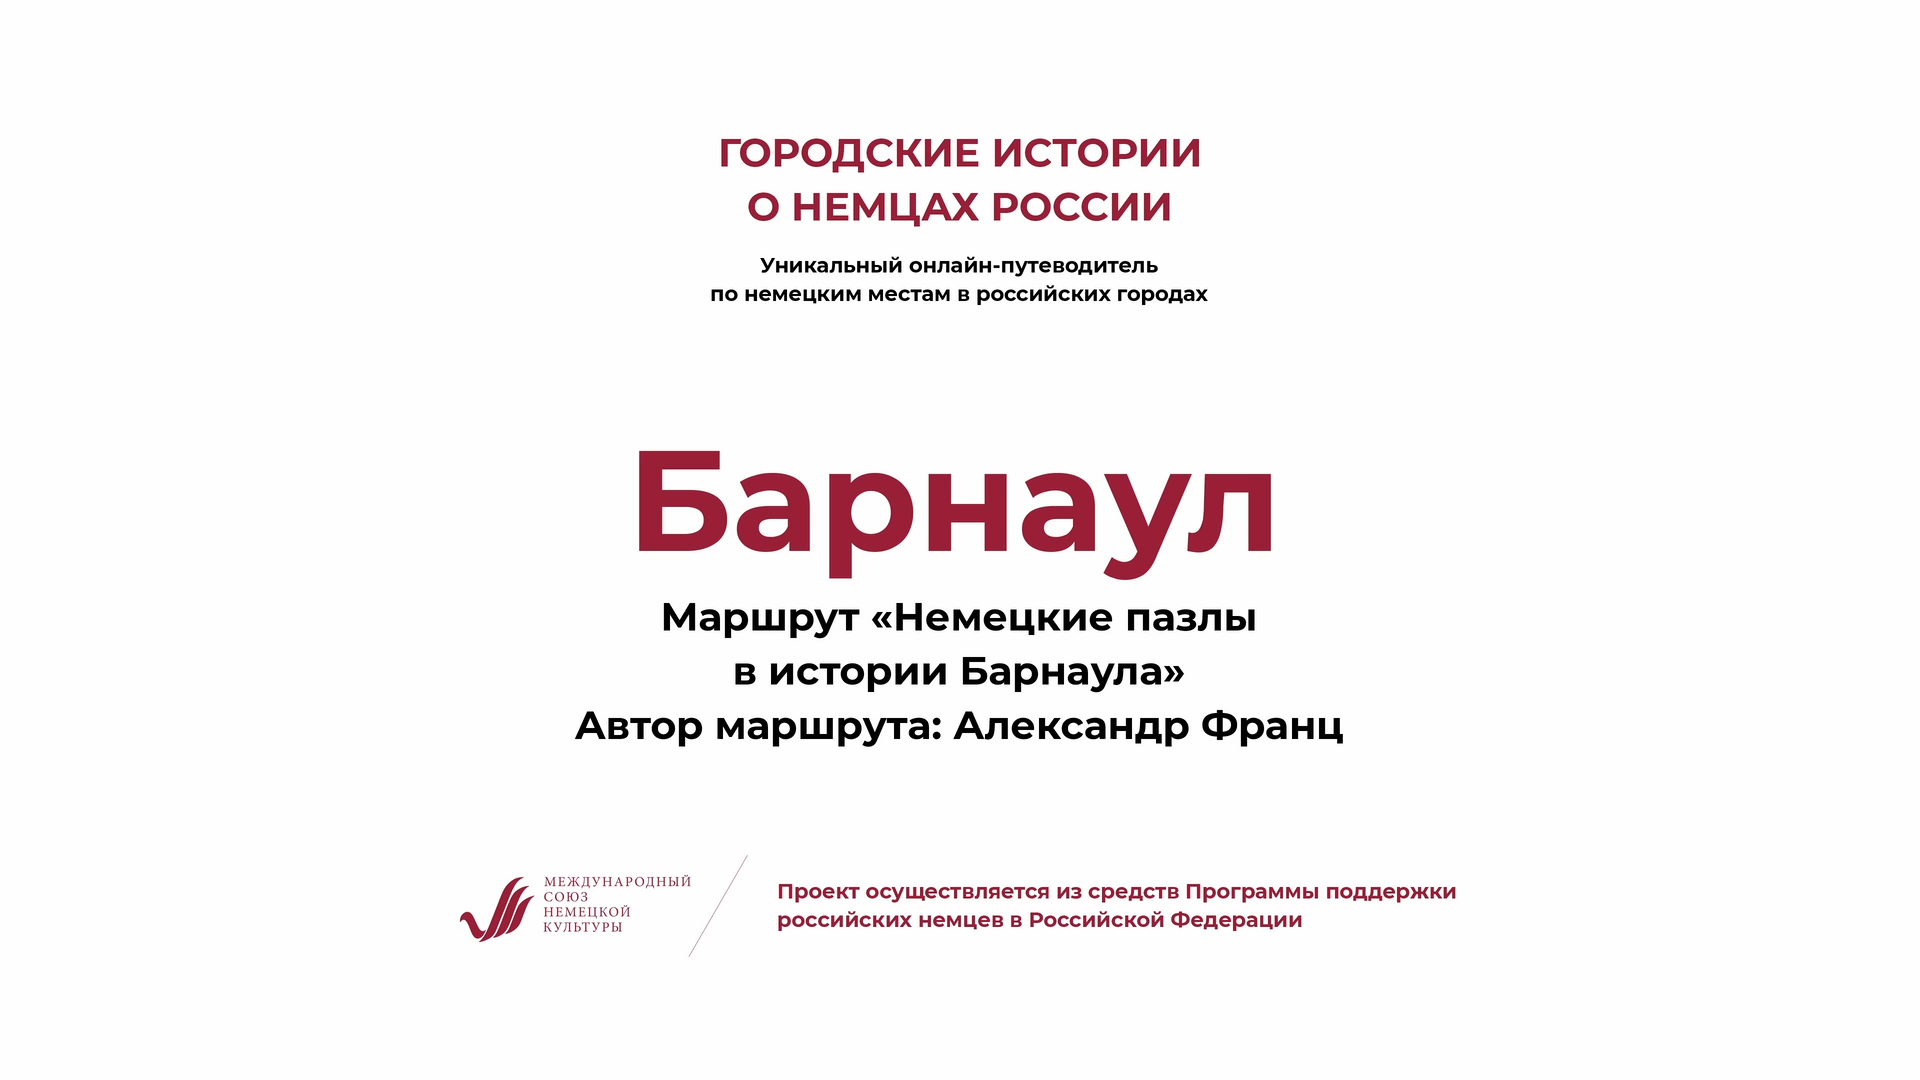 ГОРОДСКИЕ ИСТОРИИ
О НЕМЦАХ РОССИИ
Уникальный онлайн-путеводитель
по немецким местам в российских городах
Барнаул
Маршрут «Немецкие пазлы
в истории Барнаула»
Автор маршрута: Александр Франц
МЕЖДУНАРОДНЫЙ
СОЮЗ
НЕМЕЦКОЙ
КУЛЬТУРЫ
Проект осуществляется из средств Программы поддержки
российских немцев в Российской Федерации